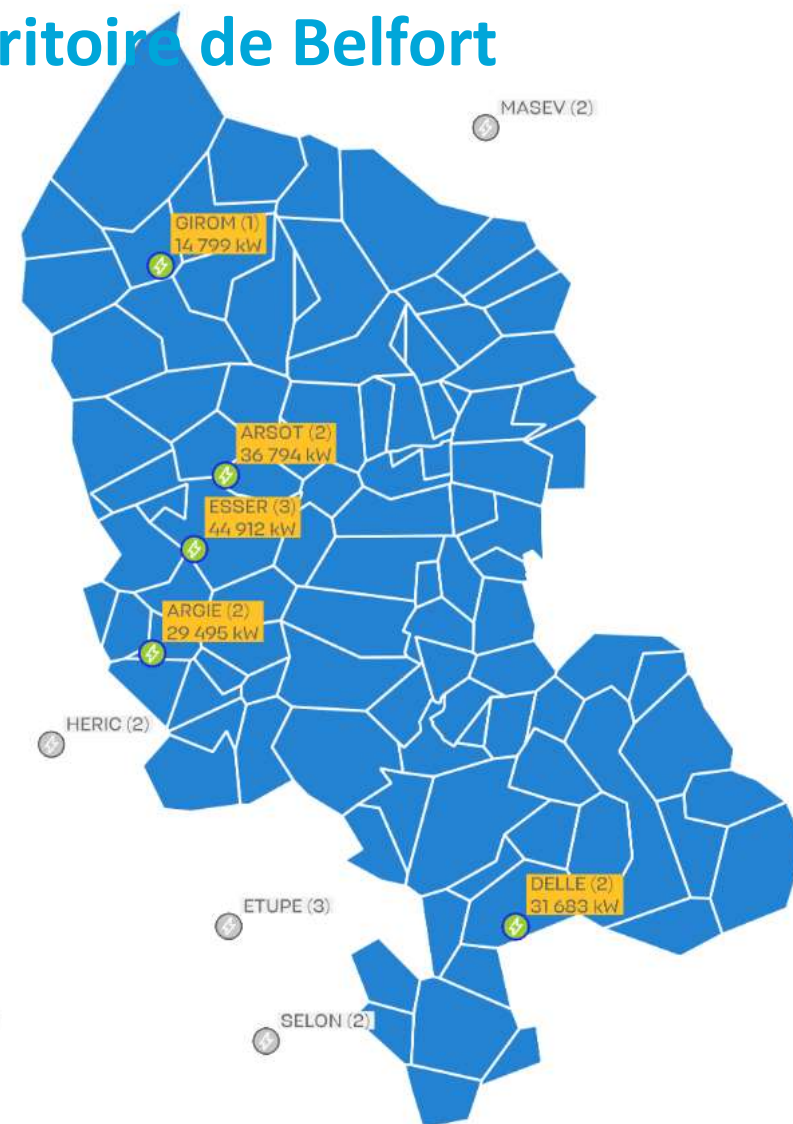 ritoire de Belfort
MASEV (2)
GIROM (1)
14 799 kW
ARSOT (2)
36 794 kW
ESSER (3)
44 912 kW
ARGIE (2)
29 495 kW
HERIC (2)
DELLE (2)
31 683 kW
ETUPE (3)
SELON (2)